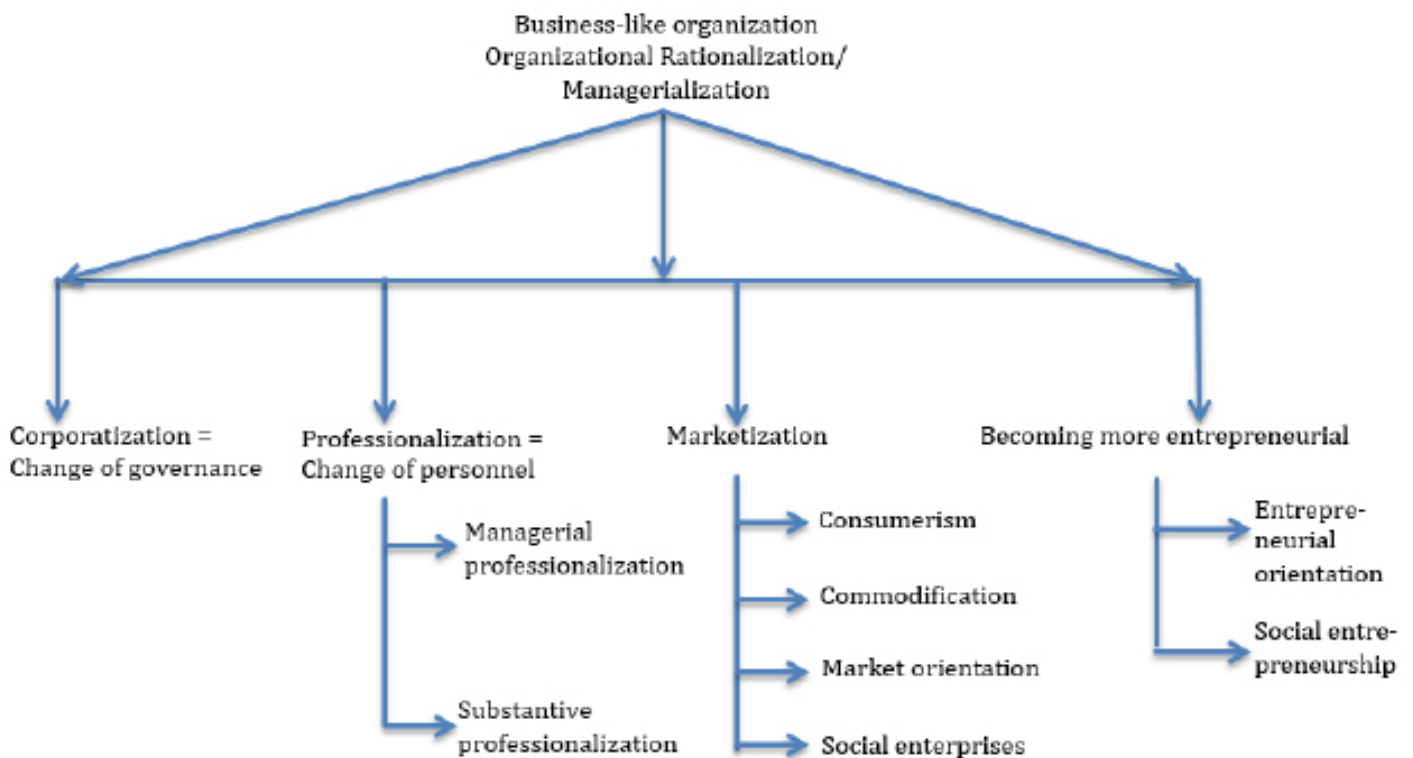 Business-like organization
Organizational Rationalization/
Managerialization
Corporatization =
Change of governance
Professionalization =
Change of personnel
Managerial
professionalization
Substantive
professionalization
Marketization
Consumerism
Commodification
Market orientation
Social enterprises
Becoming more entrepreneurial
Entrepre-
neurial
orientation
Social entre-
preneurship